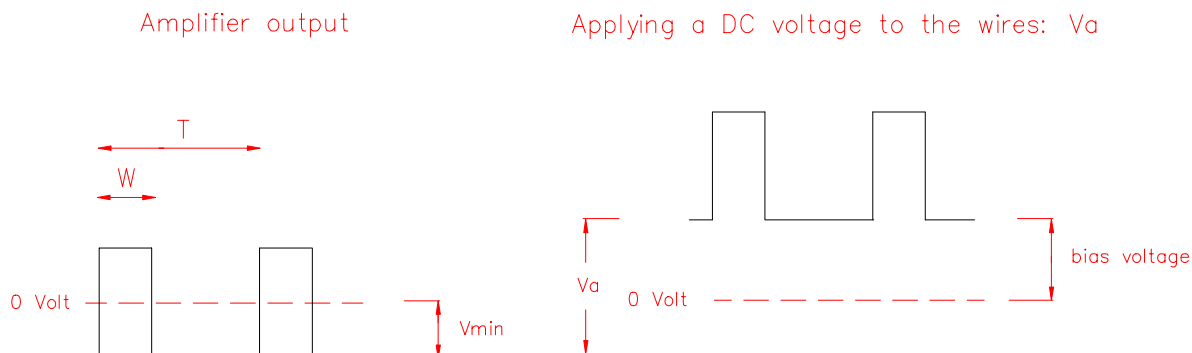 Amplifier output
Applying a DC voltage to the wires: Va
T
W
0 Volt
Vmin
Va
0 Volt
bias voltage